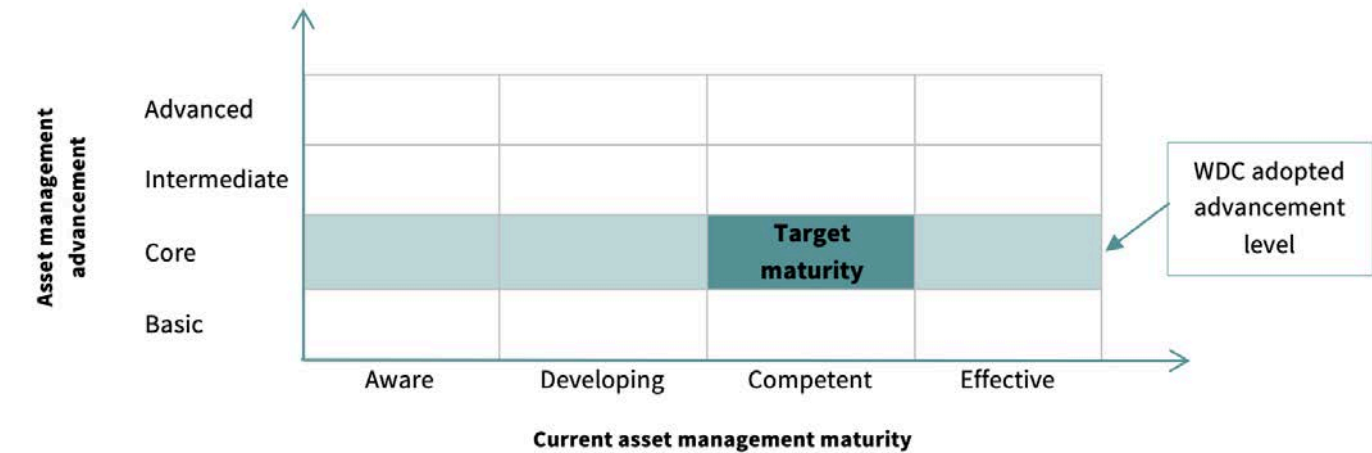 Asset management
advancement
Advanced
Intermediate
Core
Basic
Target
maturity
WDC adopted
advancement
level
Aware
Developing
Competent
Effective
Current asset management maturity